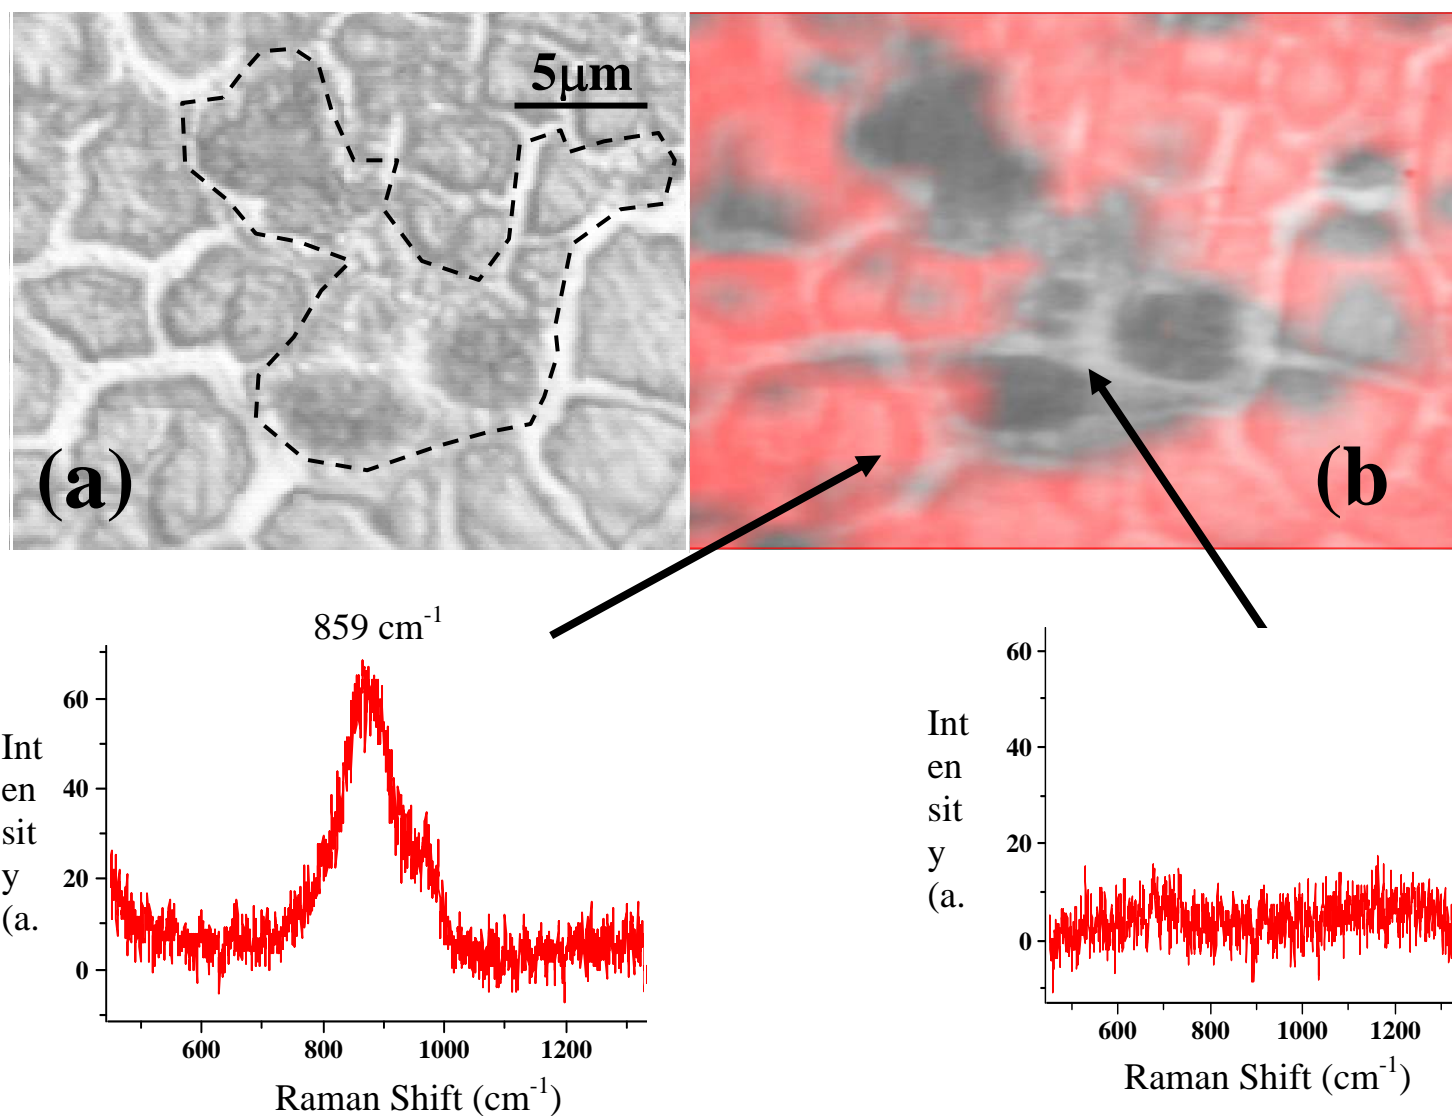 5μm
(a)
(b
859 cm-1
60
40
20
0
Int
en
sit
y
(a.
600 800 1000 1200
Raman Shift (cm-1)
60
40
20
0
Int
en
sit
y
(a.
600 800 1000 1200
Raman Shift (cm-1)